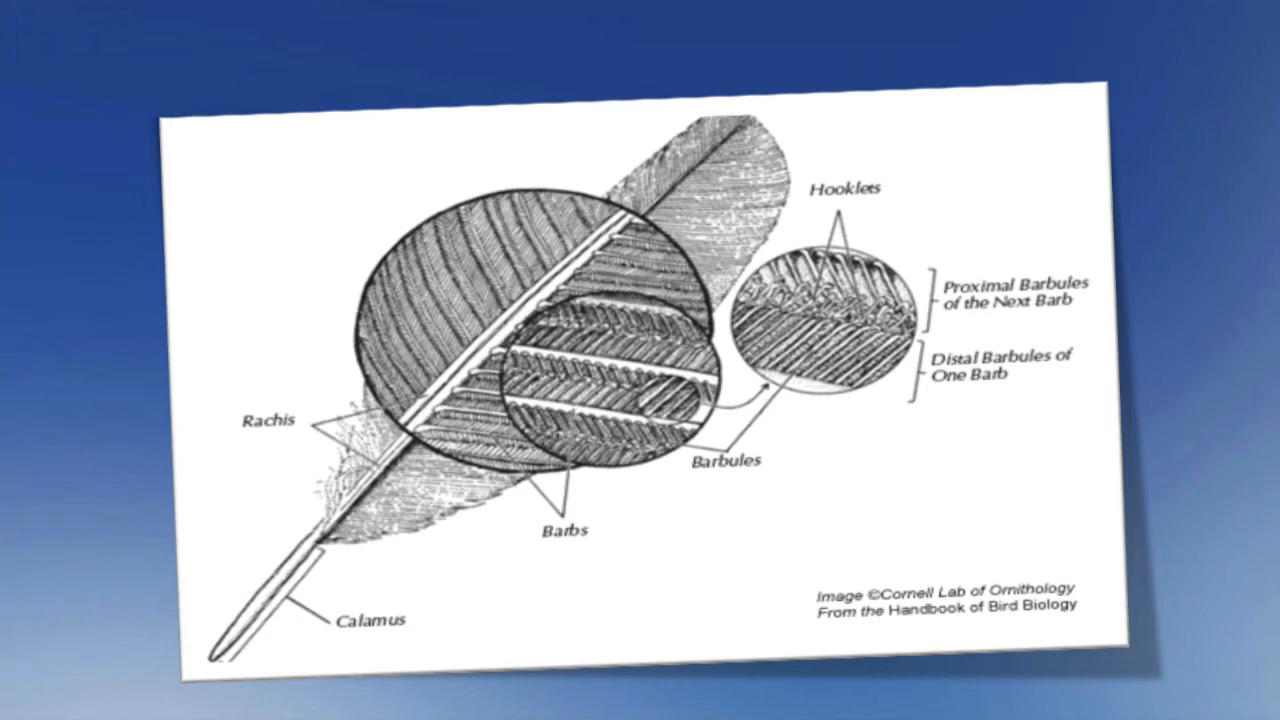 Hooklets
Proximal Barbules
of the Next Barb
Distal Barbules of
One Barb
Rachis
Barbules
Barbs
Calamus
Image ©Cornell Lab of Ornithology
From the Handbook of Bird Biology